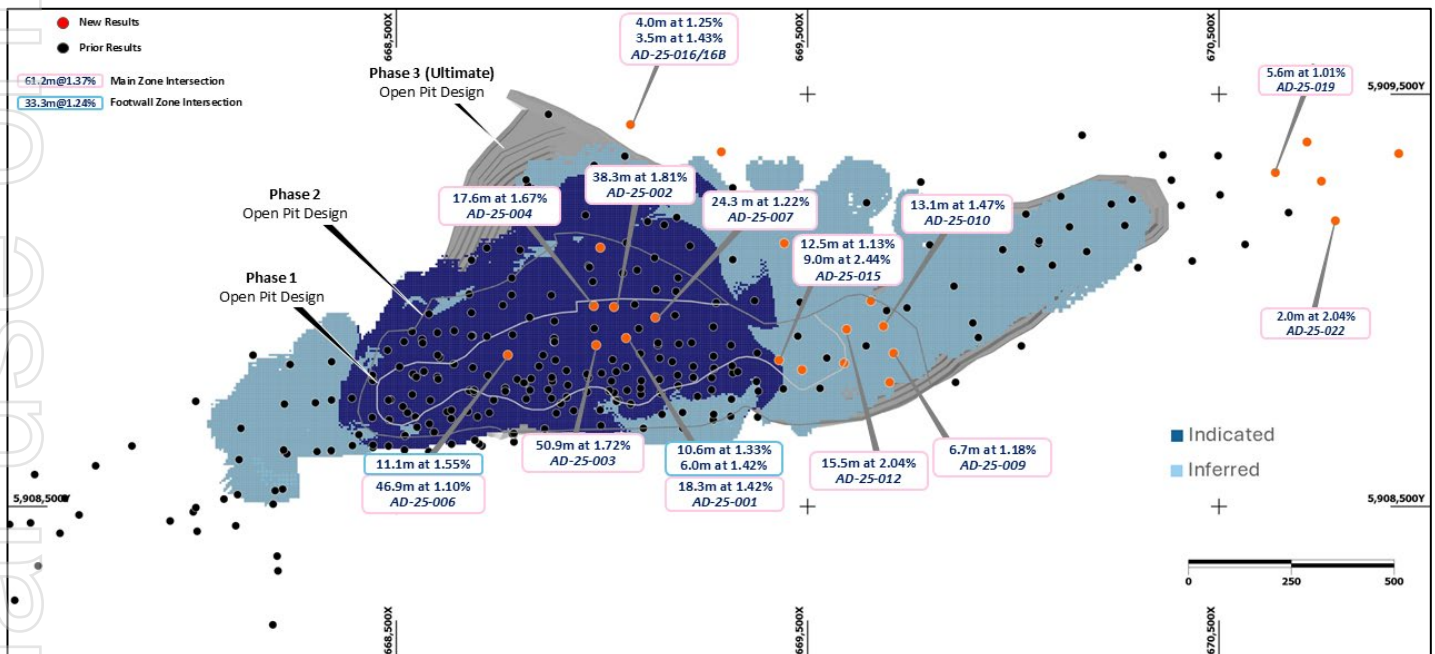 New Results
Prior Results
61.2m@1.37% Main Zone Intersection
33.3m@1.24% Footwall Zone Intersection
668,500X
669,500X
670,500X
4.0m at 1.25%
3.5m at 1.43%
AD-25-016/16B
5.6m at 1.01%
AD-25-019
5,909,500Y
Phase 3 (Ultimate)
Open Pit Design
38.3m at 1.81%
AD-25-002
17.6m at 1.67%
AD-25-004
24.3 m at 1.22%
AD-25-007
13.1m at 1.47%
AD-25-010
Phase 2
Open Pit Design
12.5m at 1.13%
9.0m at 2.44%
AD-25-015
Phase 1
Open Pit Design
2.0m at 2.04%
AD-25-022
50.9m at 1.72%
AD-25-003
11.1m at 1.55%
46.9m at 1.10%
AD-25-006
10.6m at 1.33%
6.0m at 1.42%
18.3m at 1.42%
AD-25-001
15.5m at 2.04%
AD-25-012
6.7m at 1.18%
AD-25-009
Indicated
Inferred
5,908,500Y
5,908,500Y
0 250 500
668,500X
669,500X
670,500X